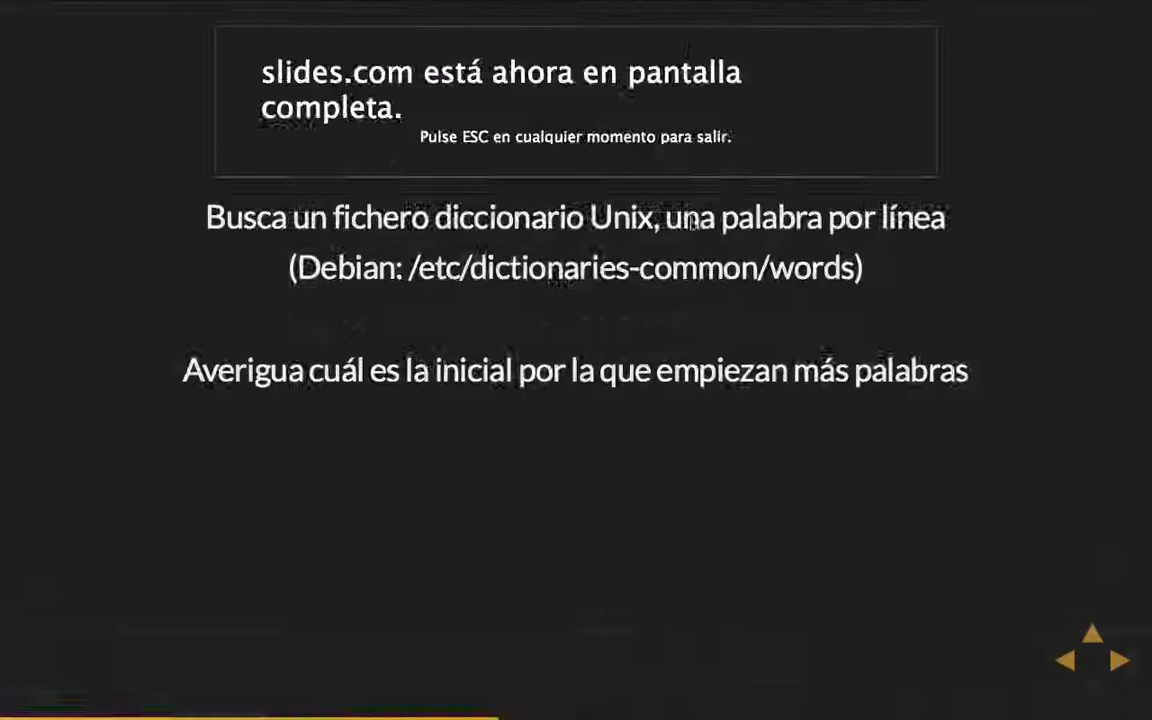 slides.com está ahora en pantalla
completa.
Pulse ESC en cualquier momento para salir.
Busca un fichero diccionario Unix, una palabra por línea
(Debian: /etc/dictionaries-common/words)
Averigua cuál es la inicial por la que empiezan más palabras